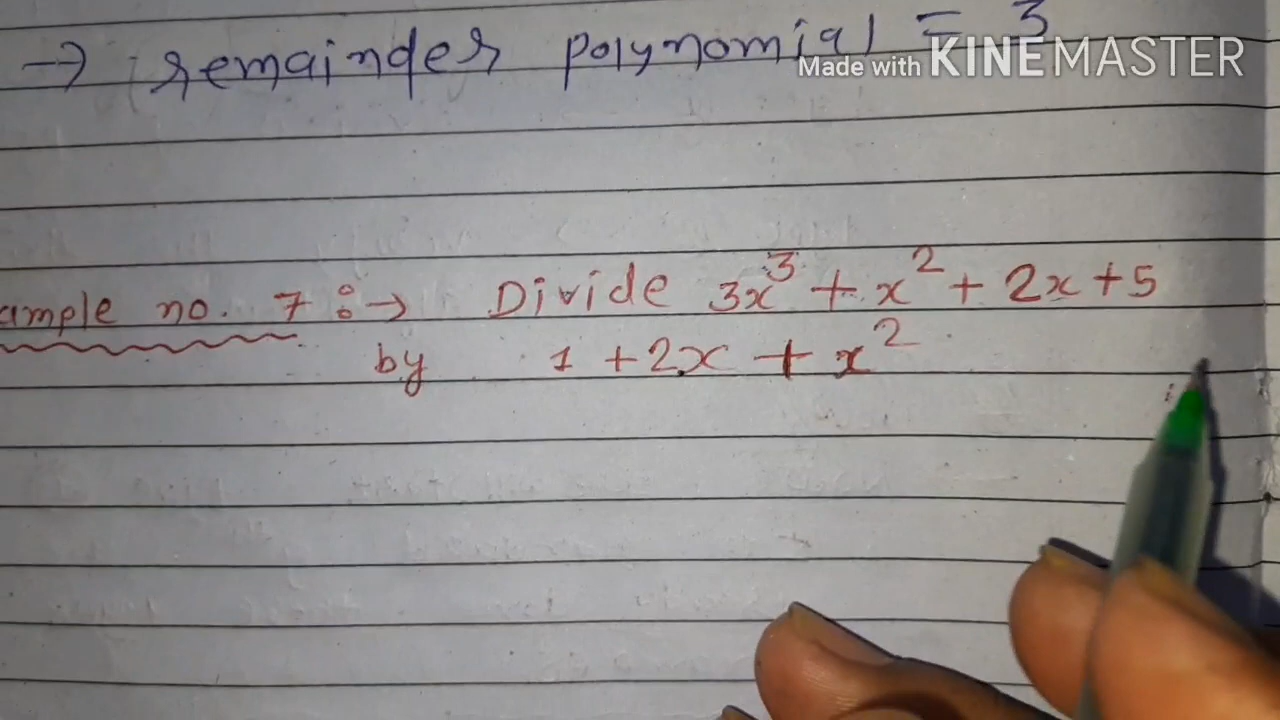 → remainder polynomial = 3
Made with KINEMASTER
ample no. 7 :→ Divide 3x³ + x² + 2x + 5
by 1 + 2x + x²